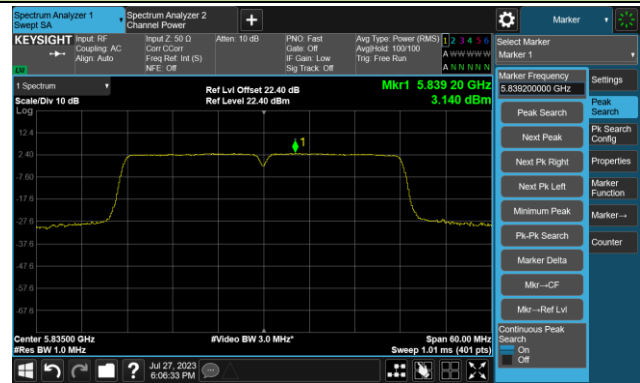 Spectrum Analyzer 1
Swept SA
Spectrum Analyzer 2
Channel Power
Marker
KEYSIGHT
Input: RF
Coupling: AC
Align: Auto
Input Z: 50 Ω
Corr CCorr
Freq Ref: Int (S)
NFE: Off
Atten: 10 dB
PNO: Fast
Gate: Off
IF Gain: Low
Sig Track: Off
Avg Type: Power (RMS)
Avg|Hold: 100/100
Trig: Free Run
1 2 3 4 5 6
A W W W W W
A N N N N N
Select Marker
Marker 1
1 Spectrum
Scale/Div 10 dB
Log
Ref Lvl Offset 22.40 dB
Ref Level 22.40 dBm
Mkr1 5.839 20 GHz
3.140 dBm
12.4
2.40
-7.60
-17.6
-27.6
-37.6
-47.6
-57.6
-67.6
1
Center 5.83500 GHz
#Res BW 1.0 MHz
#Video BW 3.0 MHz*
Span 60.00 MHz
Sweep 1.01 ms (401 pts)
Marker Frequency
5.839200000 GHz
Peak Search
Next Peak
Next Pk Right
Next Pk Left
Minimum Peak
Pk-Pk Search
Marker Delta
Mkr→CF
Mkr→Ref Lvl
Continuous Peak
Search
On
Off
Settings
Peak
Search
Pk Search
Config
Properties
Marker
Function
Marker→
Counter
?
Jul 27, 2023
6:06:33 PM